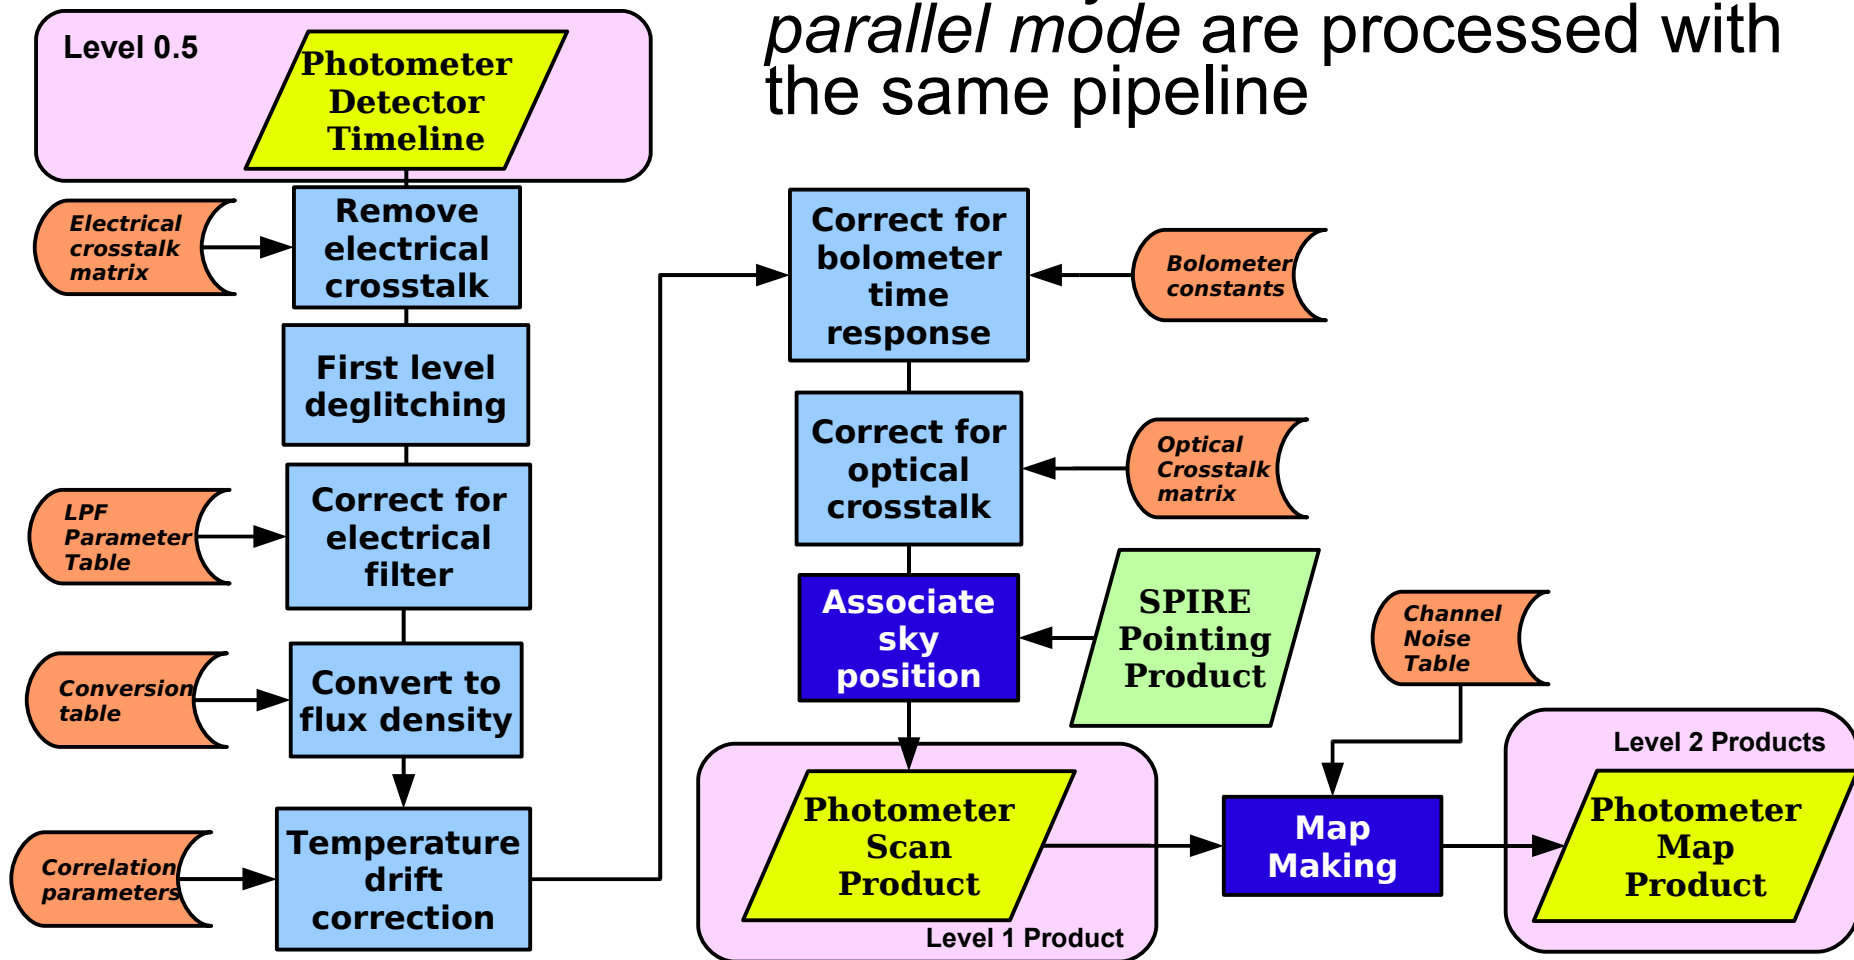 parallel mode are processed with
the same pipeline
Level 0.5
Photometer
Detector
Timeline
Electrical
crosstalk
matrix
Remove
electrical
crosstalk
First level
deglitching
LPF
Parameter
Table
Correct for
electrical
filter
Conversion
table
Convert to
flux density
Correlation
parameters
Temperature
drift
correction
Correct for
bolometer
time
response
Bolometer
constants
Correct for
optical
crosstalk
Optical
Crosstalk
matrix
Associate
sky
position
SPIRE
Pointing
Product
Channel
Noise
Table
Photometer
Scan
Product
Level 1 Product
Map
Making
Level 2 Products
Photometer
Map
Product